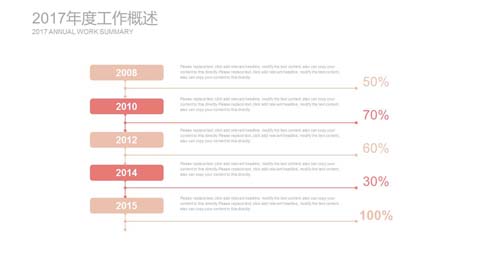 2017年度工作概述
2017 ANNUAL WORK SUMMARY
2008
Please replace text, click add relevant headline, modify the text content, also can copy your
content to this directly. Please replace text, click add relevant headline, modify the text content,
also can copy your content to this directly.
50%
2010
Please replace text, click add relevant headline, modify the text content, also can copy your
content to this directly. Please replace text, click add relevant headline, modify the text content,
also can copy your content to this directly.
70%
2012
Please replace text, click add relevant headline, modify the text content, also can copy your
content to this directly. Please replace text, click add relevant headline, modify the text content,
also can copy your content to this directly.
60%
2014
Please replace text, click add relevant headline, modify the text content, also can copy your
content to this directly. Please replace text, click add relevant headline, modify the text content,
also can copy your content to this directly.
30%
2015
Please replace text, click add relevant headline, modify the text content, also can copy your
content to this directly. Please replace text, click add relevant headline, modify the text content,
also can copy your content to this directly.
100%